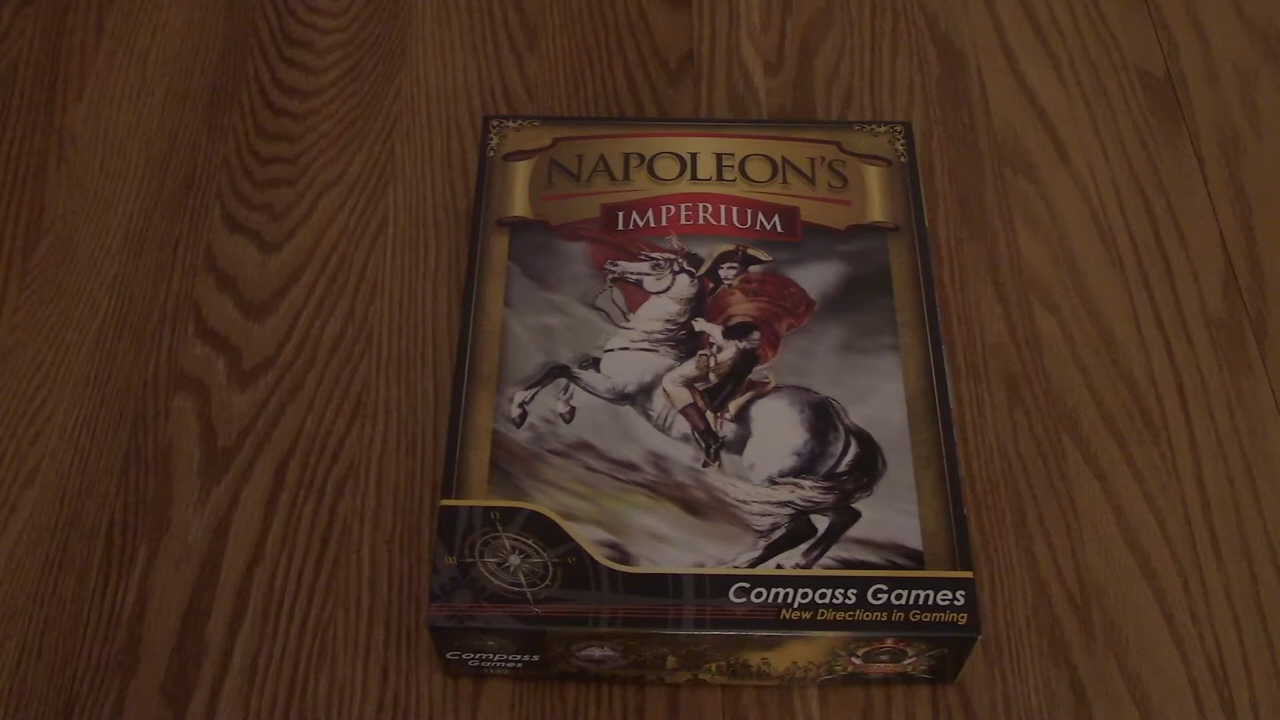 NAPOLEON'S
IMPERIUM
Compass Games
New Directions in Gaming
Compass
Games